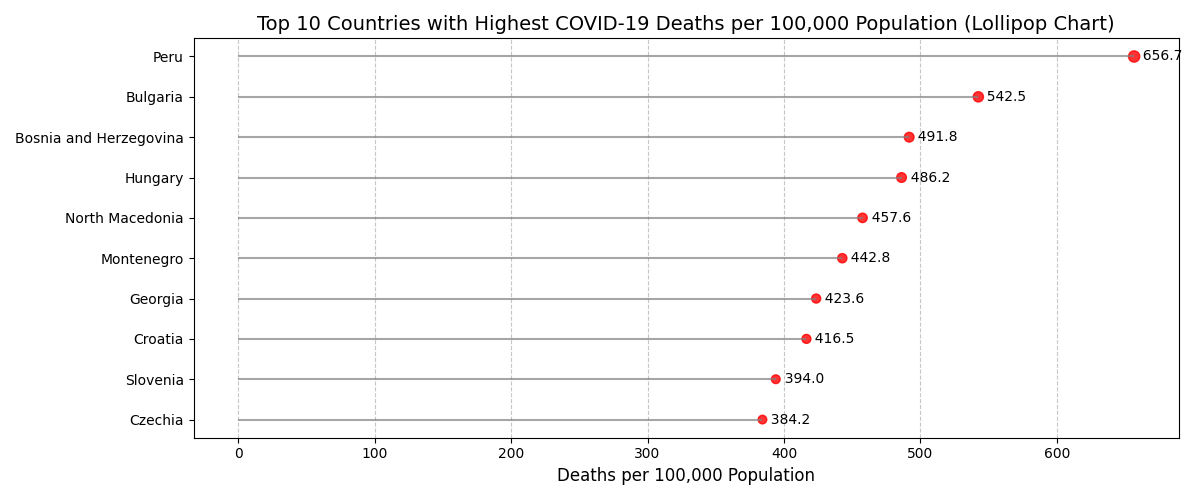 Top 10 Countries with Highest COVID-19 Deaths per 100,000 Population (Lollipop Chart)
Peru 656.7
Bulgaria 542.5
Bosnia and Herzegovina 491.8
Hungary 486.2
North Macedonia 457.6
Montenegro 442.8
Georgia 423.6
Croatia 416.5
Slovenia 394.0
Czechia 384.2
0 100 200 300 400 500 600
Deaths per 100,000 Population